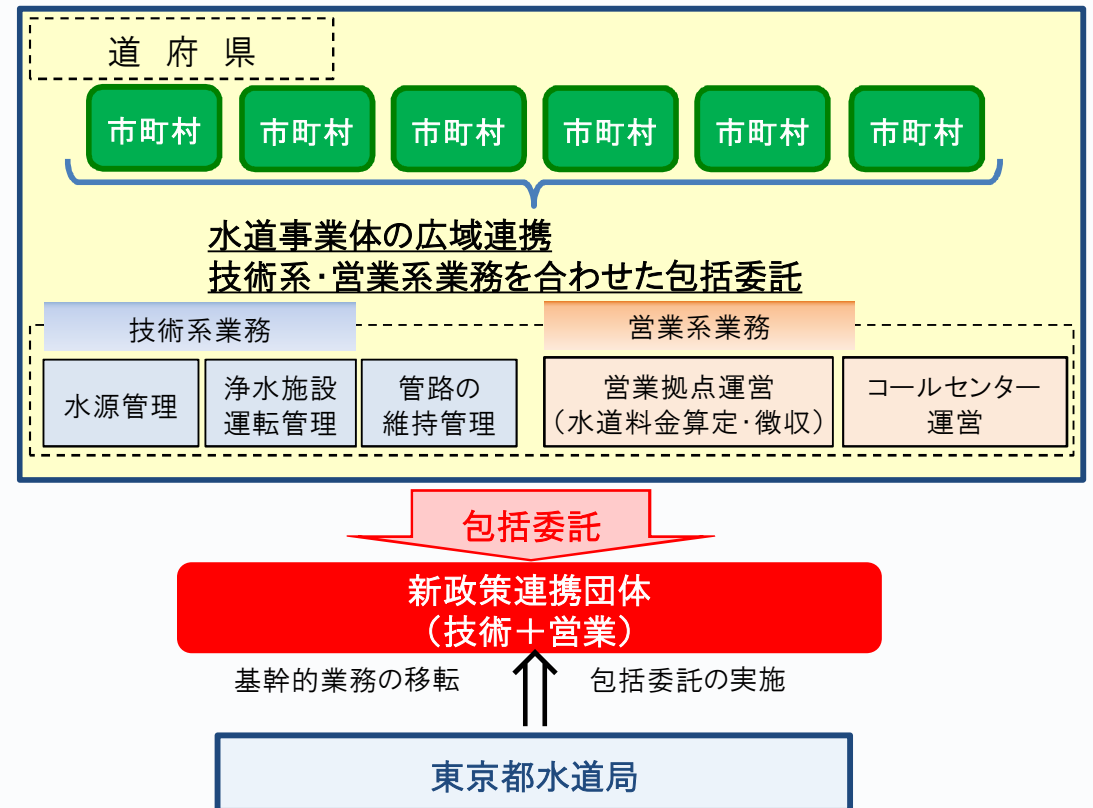 道府県
市町村 市町村 市町村 市町村 市町村 市町村
水道事業体の広域連携
技術系・営業系業務を合わせた包括委託
技術系業務
水源管理
浄水施設
運転管理
管路の
維持管理
営業系業務
営業拠点運営
（水道料金算定・徴収）
コールセンター
運営
包括委託
新政策連携団体
（技術＋営業）
基幹的業務の移転
包括委託の実施
東京都水道局